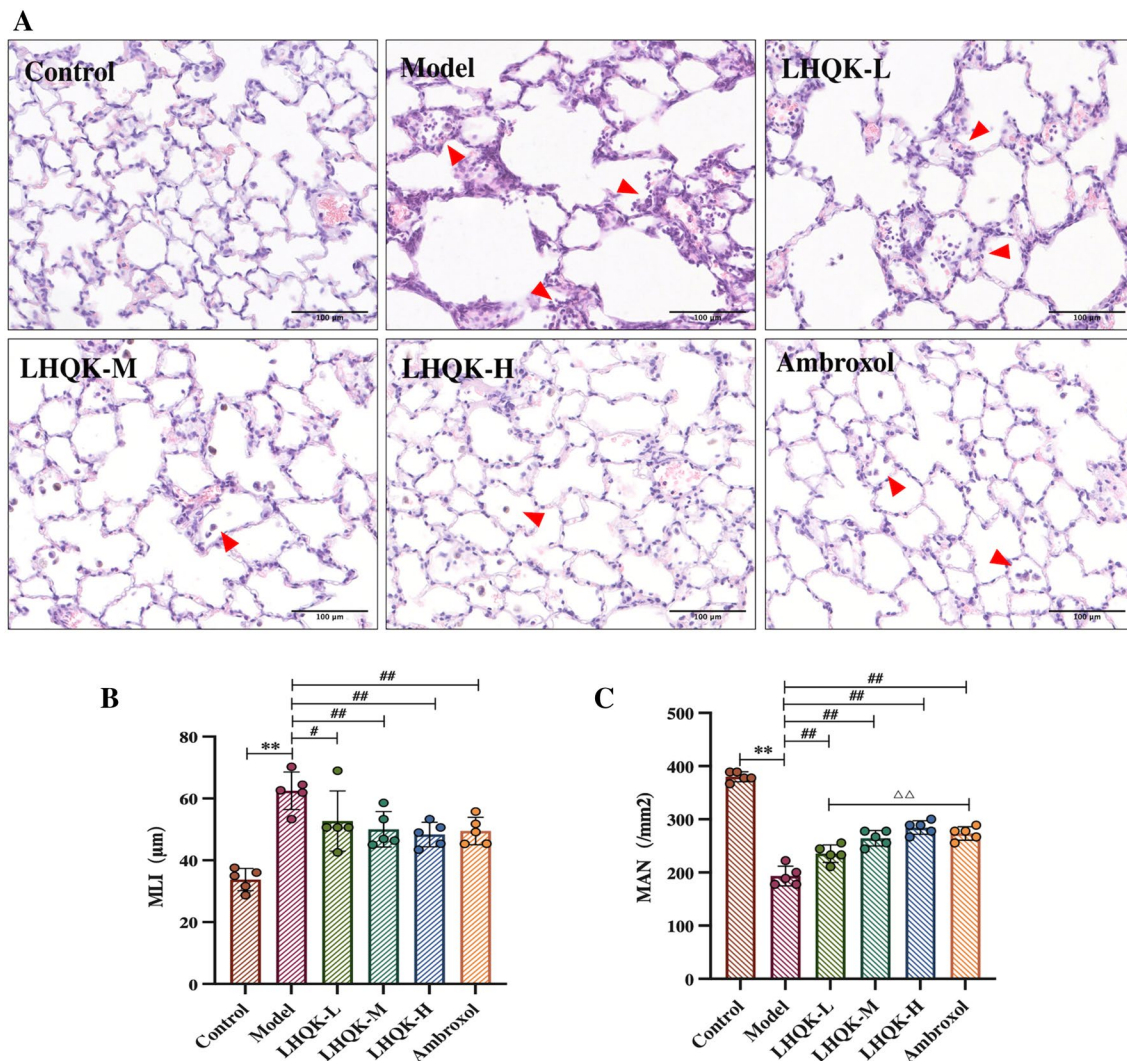 A
Control
Model
LHQK-L
100 µm
100 µm
100 µm
LHQK-M
LHQK-H
Ambroxol
100 µm
100 µm
100 µm
B
##
##
##
**
#
80
60
40
20
0
MLI (µm)
Control
Model
LHQK-L
LHQK-M
LHQK-H
Ambroxol
C
##
##
##
**
##
△△
500
400
300
200
100
0
MAN (/mm2)
Control
Model
LHQK-L
LHQK-M
LHQK-H
Ambroxol